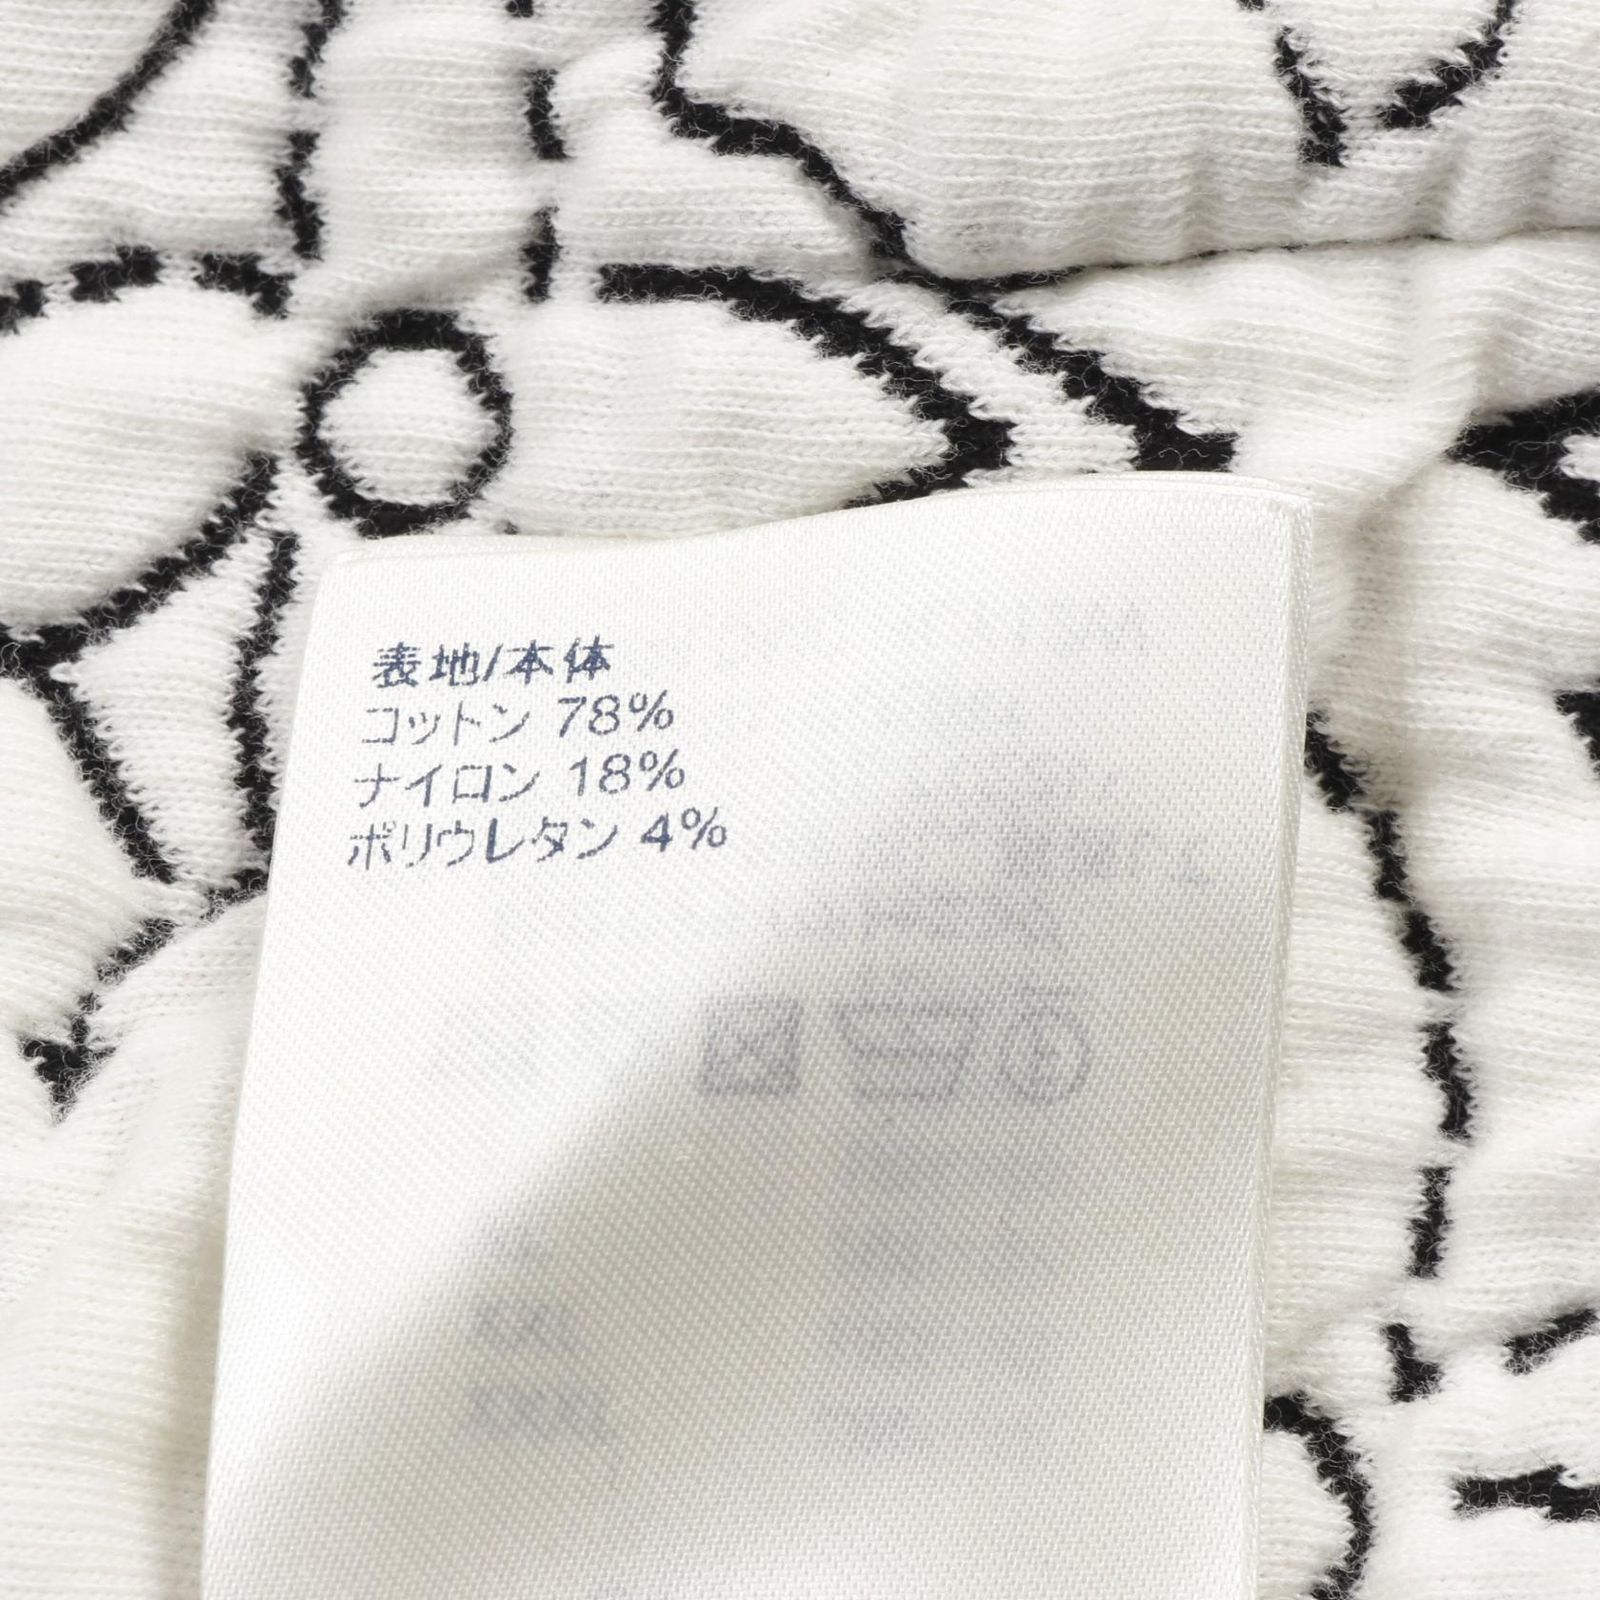 表地/本体
コットン 78%
ナイロン 18%
ポリウレタン 4%